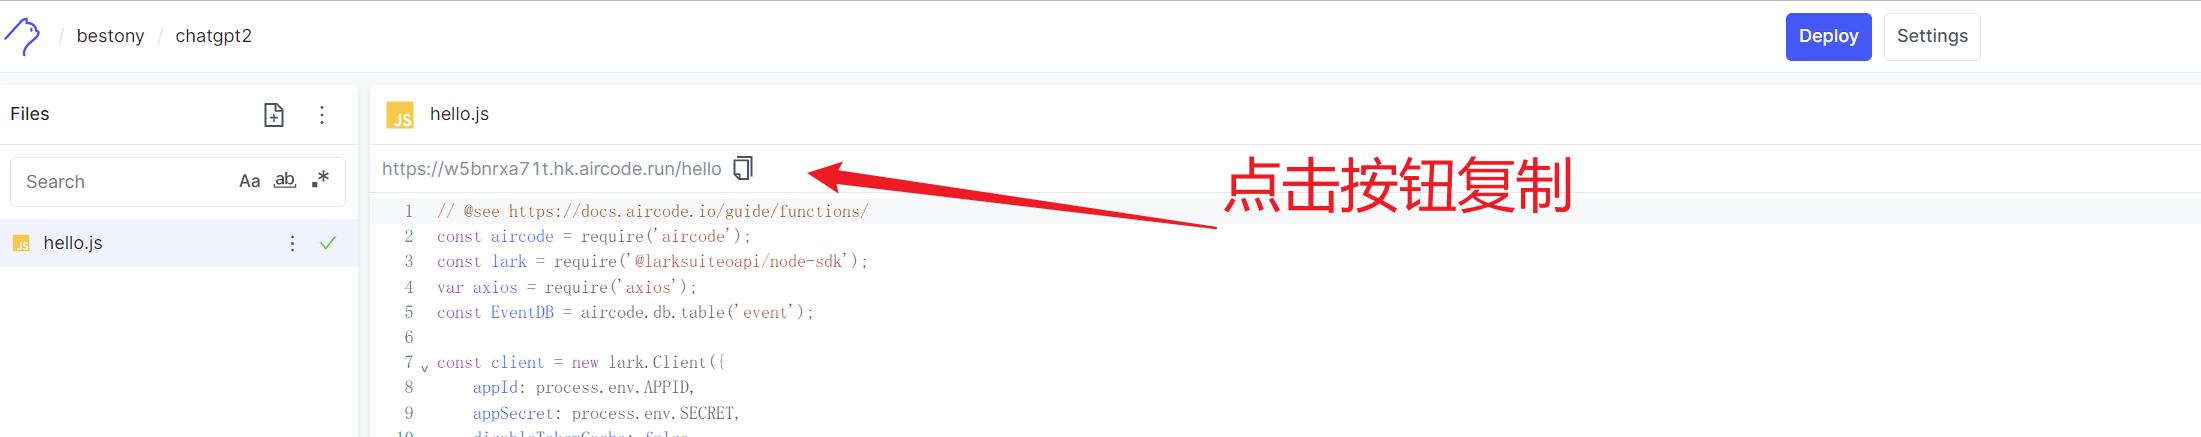 / bestony / chatgpt2
Deploy
Settings
Files
hello.js
https://w5bnrxa71t.hk.aircode.run/hello
点击按钮复制
Search
Aa ab .*
hello.js
1 // @see https://docs.aircode.io/guide/functions/
2 const aircode = require('aircode');
3 const lark = require('@larksuiteoapi/node-sdk');
4 var axios = require('axios');
5 const EventDB = aircode.db.table('event');
6
7 const client = new lark.Client({
8 appId: process.env.APPID,
9 appSecret: process.env.SECRET,
10 disableTokenCache: false